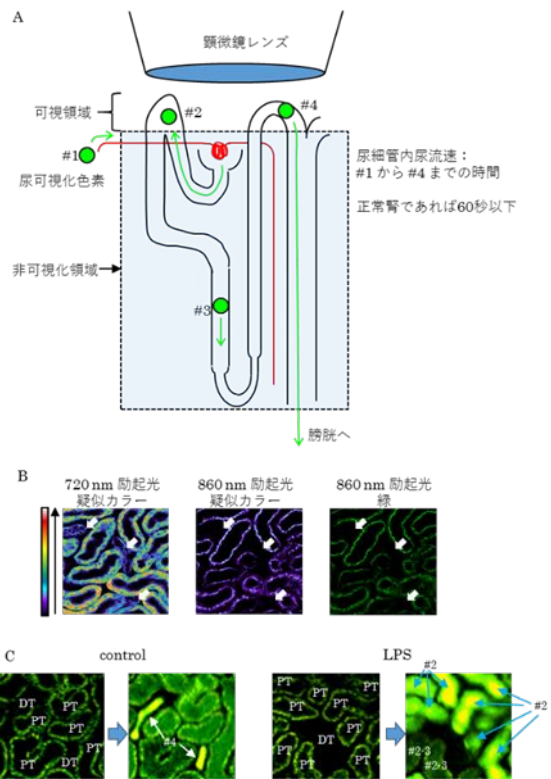 A
顕微鏡レンズ
可視領域
#2
#4
#1
尿可視化色素
尿細管内尿流速：
#1 から #4 までの時間
正常腎であれば60秒以下
非可視化領域
#3
膀胱へ
B
720 nm 励起光
疑似カラー
860 nm 励起光
疑似カラー
860 nm 励起光
緑
C
control
LPS
PT
DT
PT
PT
DT
PT
PT
#4
PT
PT
PT
DT
PT
PT
#2
#2
#2-3
#2-3